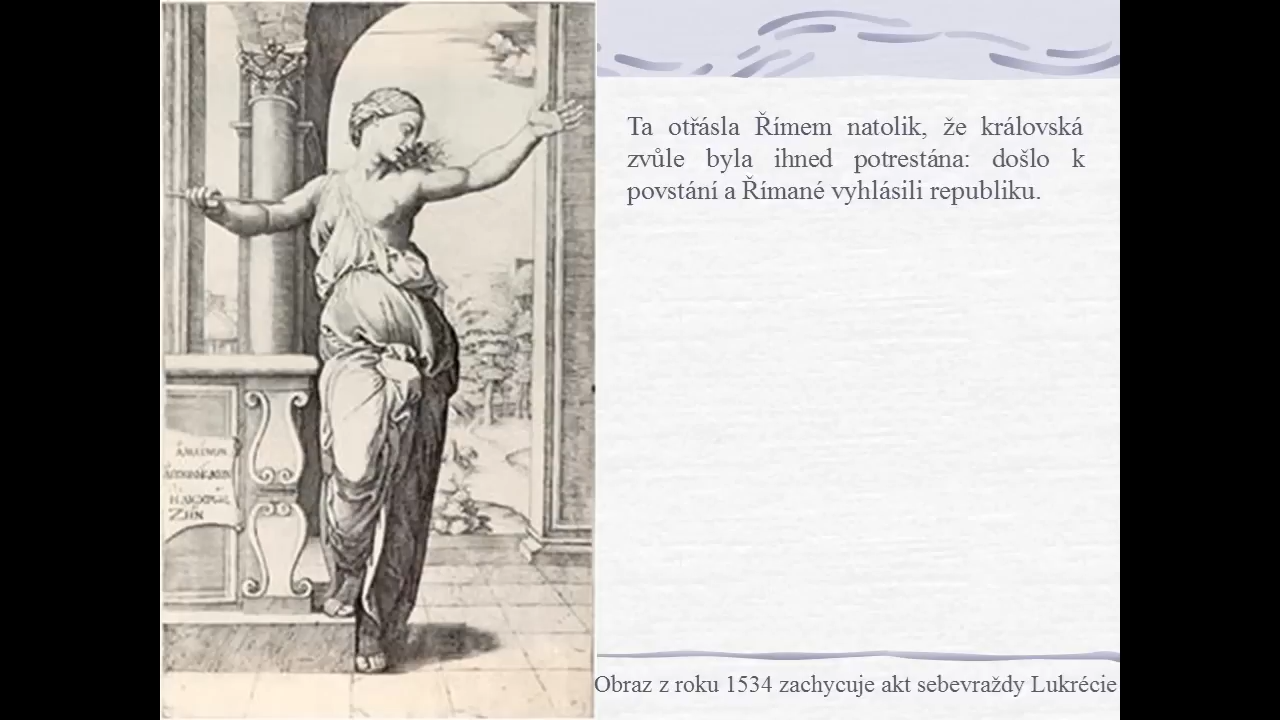 Ta otřásla Římem natolik, že královská
zvůle byla ihned potrestána: došlo k
povstání a Římané vyhlásili republiku.
Obraz z roku 1534 zachycuje akt sebevraždy Lukrécie